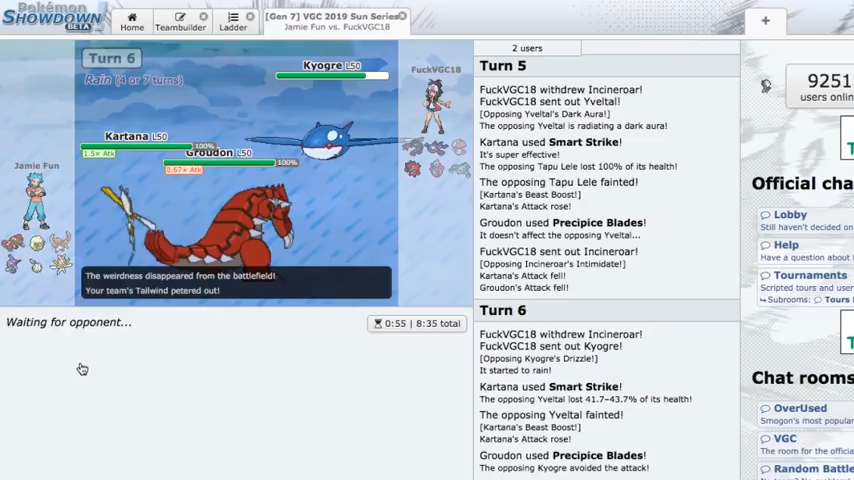 Pokémon
SHOWDOWN
BETA
Home
Teambuilder
Ladder
[Gen 7] VGC 2019 Sun Series
Jamie Fun vs. FuckVGC18
+
Turn 6
Rain (4 or 7 turns)
Kyogre L50
FuckVGC18
Kartana L50
100%
1.5× Atk
Groudon L50
100%
0.67× Atk
Jamie Fun
The weirdness disappeared from the battlefield!
Your team's Tailwind petered out!
Waiting for opponent...
0:55 | 8:35 total
2 users
Turn 5
FuckVGC18 withdrew Incineroar!
FuckVGC18 sent out Yveltal!
[Opposing Yveltal's Dark Aura!]
The opposing Yveltal is radiating a dark aura!
Kartana used Smart Strike!
It's super effective!
The opposing Tapu Lele lost 100% of its health!
The opposing Tapu Lele fainted!
[Kartana's Beast Boost!]
Kartana's Attack rose!
Groudon used Precipice Blades!
It doesn't affect the opposing Yveltal...
FuckVGC18 sent out Incineroar!
[Opposing Incineroar's Intimidate!]
Kartana's Attack fell!
Groudon's Attack fell!
Turn 6
FuckVGC18 withdrew Incineroar!
FuckVGC18 sent out Kyogre!
[Opposing Kyogre's Drizzle!]
It started to rain!
Kartana used Smart Strike!
The opposing Yveltal lost 41.7–43.7% of its health!
The opposing Yveltal fainted!
[Kartana's Beast Boost!]
Kartana's Attack rose!
Groudon used Precipice Blades!
The opposing Kyogre avoided the attack!
9251
users onlin
Official cha
Lobby
Still haven't decided on
Help
Have a question about
Tournaments
Scripted tours and user
Subrooms: Tours
Chat rooms
OverUsed
Smogon's most popular
VGC
The room for the officia
Random Battle